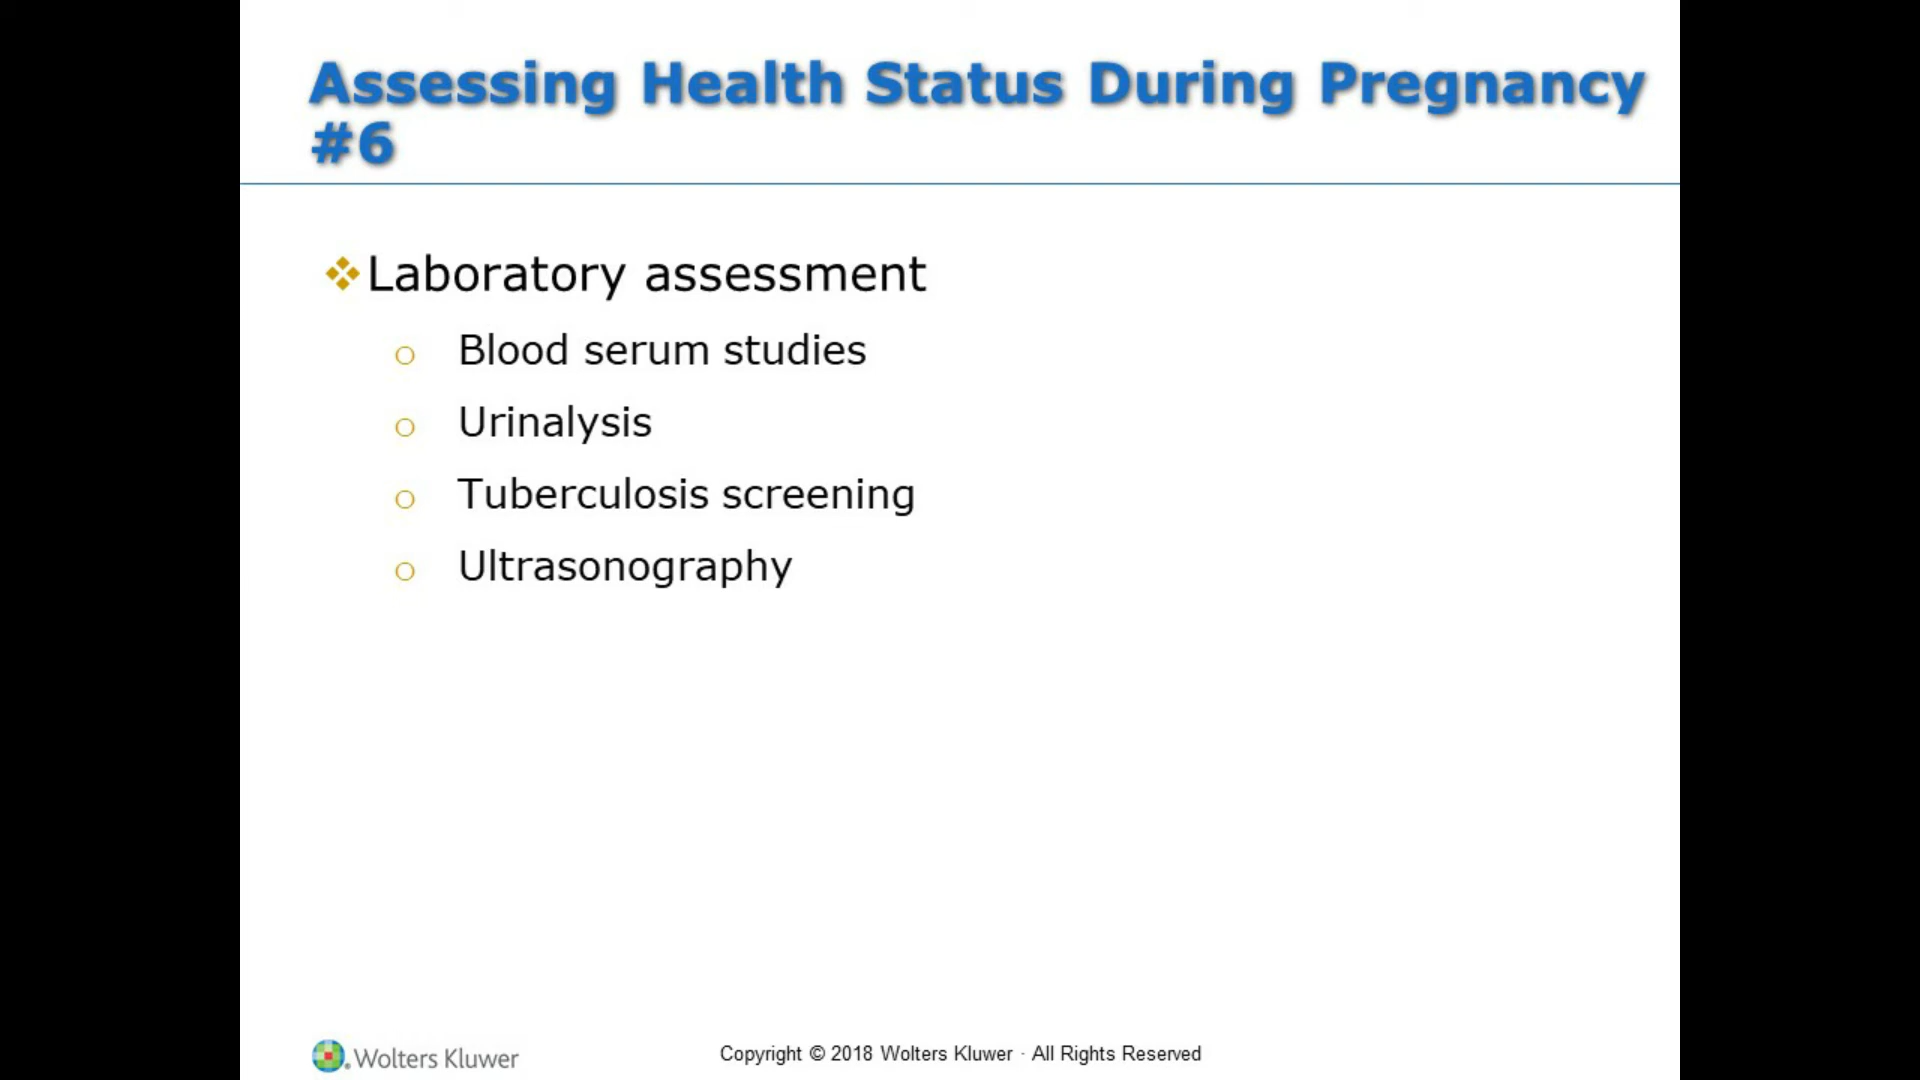 Assessing Health Status During Pregnancy
#6
Laboratory assessment
Blood serum studies
Urinalysis
Tuberculosis screening
Ultrasonography
Wolters Kluwer
Copyright © 2018 Wolters Kluwer · All Rights Reserved